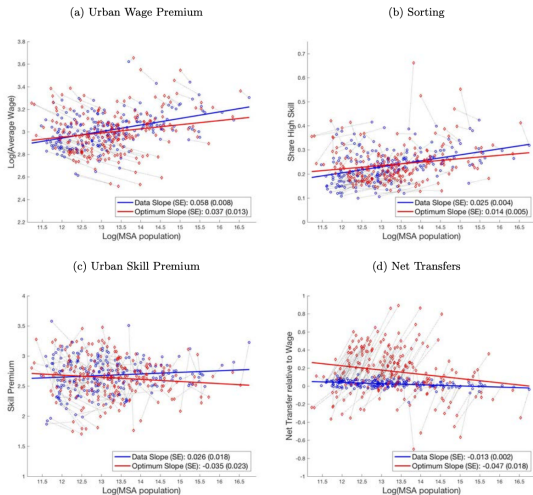 (a) Urban Wage Premium
3.8
3.6
3.4
3.2
3
2.8
2.6
2.4
2.2
Log(Average Wage)
Data Slope (SE): 0.058 (0.008)
Optimum Slope (SE): 0.037 (0.013)
11.5 12 12.5 13 13.5 14 14.5 15 15.5 16 16.5
Log(MSA population)
(b) Sorting
0.7
0.6
0.5
0.4
0.3
0.2
0.1
0
Share High Skill
Data Slope (SE): 0.025 (0.004)
Optimum Slope (SE): 0.014 (0.005)
11.5 12 12.5 13 13.5 14 14.5 15 15.5 16 16.5
Log(MSA population)
(c) Urban Skill Premium
4
3.5
3
2.5
2
1.5
1
Skill Premium
Data Slope (SE): 0.026 (0.018)
Optimum Slope (SE): -0.035 (0.023)
11.5 12 12.5 13 13.5 14 14.5 15 15.5 16 16.5
Log(MSA population)
(d) Net Transfers
1
0.8
0.6
0.4
0.2
0
-0.2
-0.4
-0.6
-0.8
-1
Net Transfer relative to Wage
Data Slope (SE): -0.013 (0.002)
Optimum Slope (SE): -0.047 (0.018)
11.5 12 12.5 13 13.5 14 14.5 15 15.5 16 16.5
Log(MSA population)